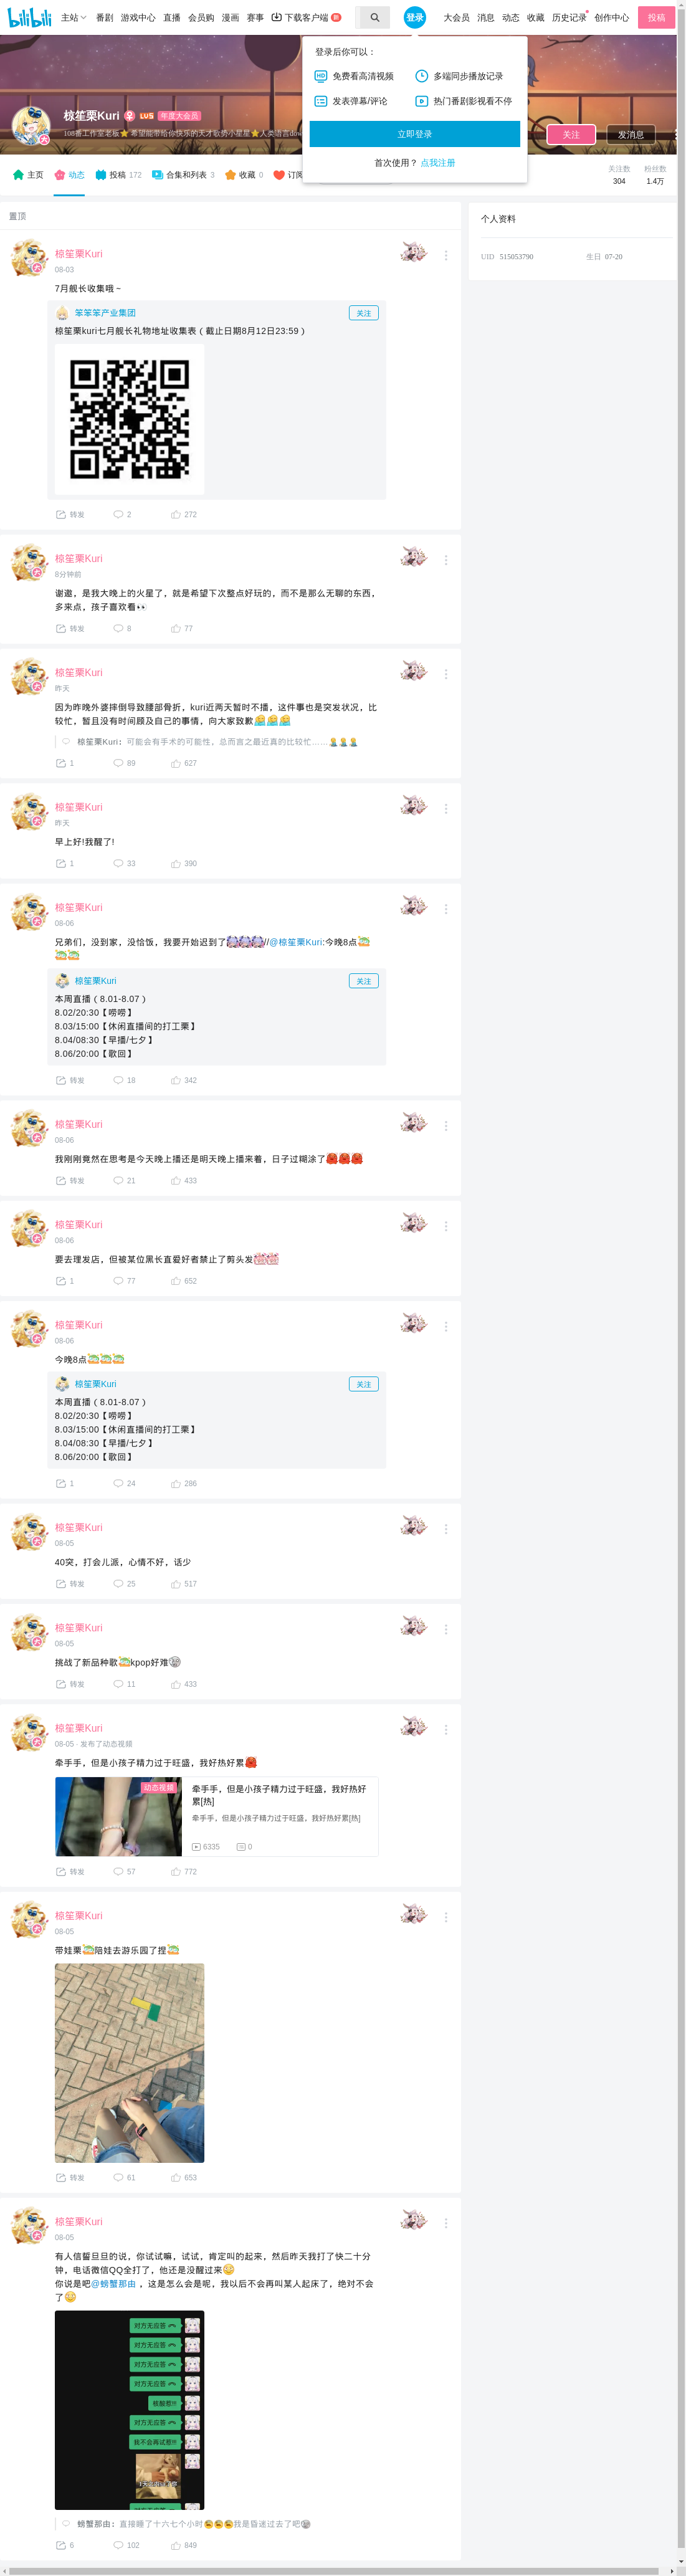 bilibili
主站
番剧
游戏中心
直播
会员购
漫画
赛事
下载客户端
新
登录
大会员
消息
动态
收藏
历史记录
创作中心
投稿
登录后你可以：
免费看高清视频
多端同步播放记录
发表弹幕/评论
热门番剧影视看不停
立即登录
首次使用？ 点我注册
椋笙栗Kuri
LV5
年度大会员
108番工作室老板⭐ 希望能带给你快乐的天才歌势小星星⭐人类语言dow
关注
发消息
主页
动态
投稿 172
合集和列表 3
收藏 0
订阅
关注数
304
粉丝数
1.4万
个人资料
UID 515053790
生日 07-20
置顶
椋笙栗Kuri
08-03
7月舰长收集哦～
笨笨笨产业集团
关注
椋笙栗kuri七月舰长礼物地址收集表（截止日期8月12日23:59）
转发 2 272
椋笙栗Kuri
8分钟前
谢邀，是我大晚上的火星了，就是希望下次整点好玩的，而不是那么无聊的东西，
多来点，孩子喜欢看👀
转发 8 77
椋笙栗Kuri
昨天
因为昨晚外婆摔倒导致腰部骨折，kuri近两天暂时不播，这件事也是突发状况，比
较忙，暂且没有时间顾及自己的事情，向大家致歉
椋笙栗Kuri：可能会有手术的可能性，总而言之最近真的比较忙……
1 89 627
椋笙栗Kuri
昨天
早上好!我醒了!
1 33 390
椋笙栗Kuri
08-06
兄弟们，没到家，没恰饭，我要开始迟到了//@椋笙栗Kuri:今晚8点
椋笙栗Kuri
关注
本周直播（8.01-8.07）
8.02/20:30【唠唠】
8.03/15:00【休闲直播间的打工栗】
8.04/08:30【早播/七夕】
8.06/20:00【歌回】
转发 18 342
椋笙栗Kuri
08-06
我刚刚竟然在思考是今天晚上播还是明天晚上播来着，日子过糊涂了
转发 21 433
椋笙栗Kuri
08-06
要去理发店，但被某位黑长直爱好者禁止了剪头发
1 77 652
椋笙栗Kuri
08-06
今晚8点
椋笙栗Kuri
关注
本周直播（8.01-8.07）
8.02/20:30【唠唠】
8.03/15:00【休闲直播间的打工栗】
8.04/08:30【早播/七夕】
8.06/20:00【歌回】
1 24 286
椋笙栗Kuri
08-05
40突，打会儿派，心情不好，话少
转发 25 517
椋笙栗Kuri
08-05
挑战了新品种歌kpop好难
转发 11 433
椋笙栗Kuri
08-05 · 发布了动态视频
牵手手，但是小孩子精力过于旺盛，我好热好累
动态视频
牵手手，但是小孩子精力过于旺盛，我好热好
累[热]
牵手手，但是小孩子精力过于旺盛，我好热好累[热]
6335 0
转发 57 772
椋笙栗Kuri
08-05
带娃栗陪娃去游乐园了捏
转发 61 653
椋笙栗Kuri
08-05
有人信誓旦旦的说，你试试嘛，试试，肯定叫的起来，然后昨天我打了快二十分
钟，电话微信QQ全打了，他还是没醒过来
你说是吧@螃蟹那由 ，这是怎么会是呢，我以后不会再叫某人起床了，绝对不会
了
对方无应答
对方无应答
对方无应答
对方无应答
核酸惹!!!
对方无应答
我不会再试惹!!!
对方无应答
螃蟹那由：直接睡了十六七个小时我是昏迷过去了吧
6 102 849